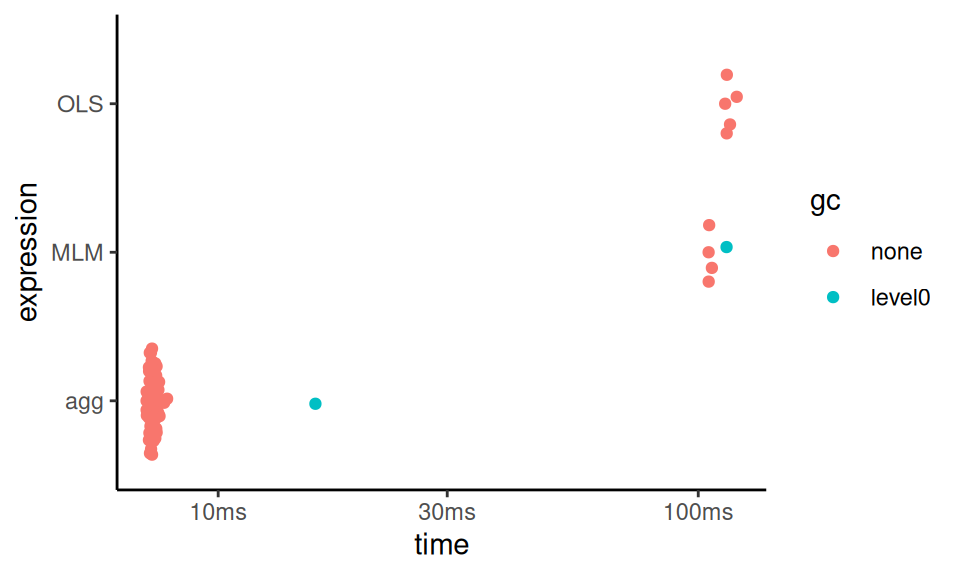 OLS
MLM
agg
expression
10ms
30ms
100ms
time
gc
none
level0